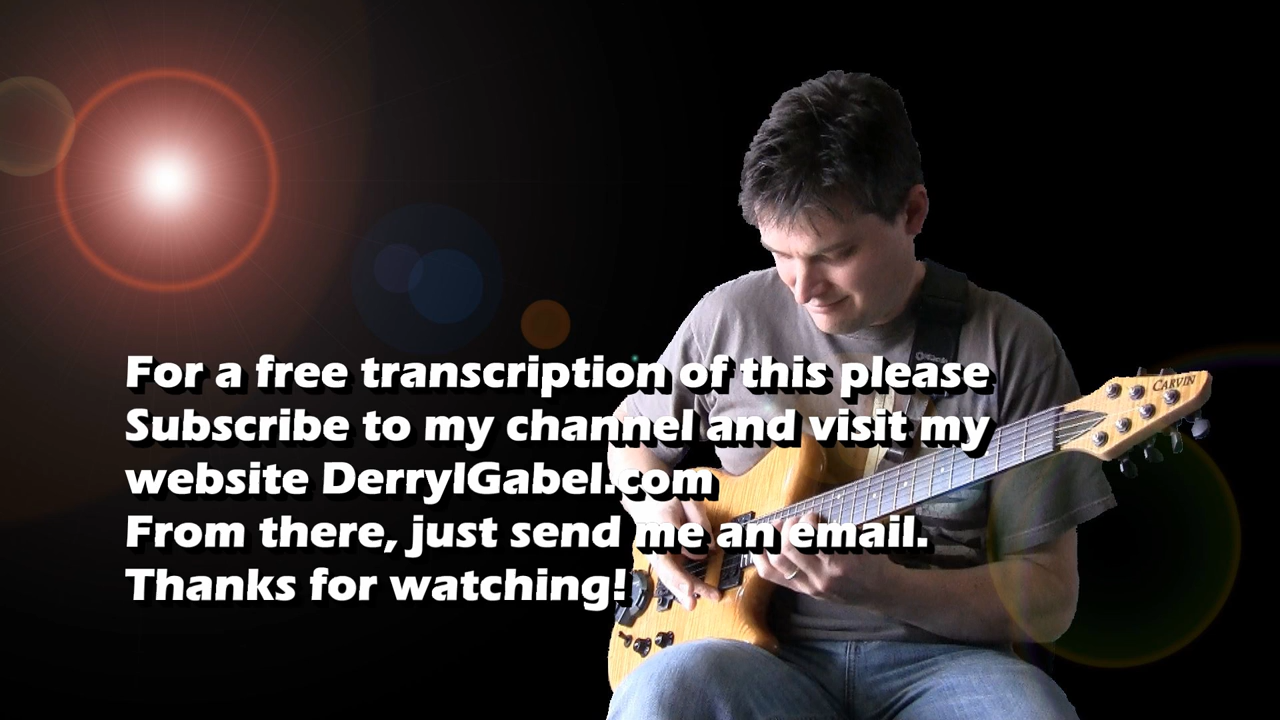 For a free transcription of this please
Subscribe to my channel and visit my
website DerrylGabel.com
From there, just send me an email.
Thanks for watching!
CARVIN